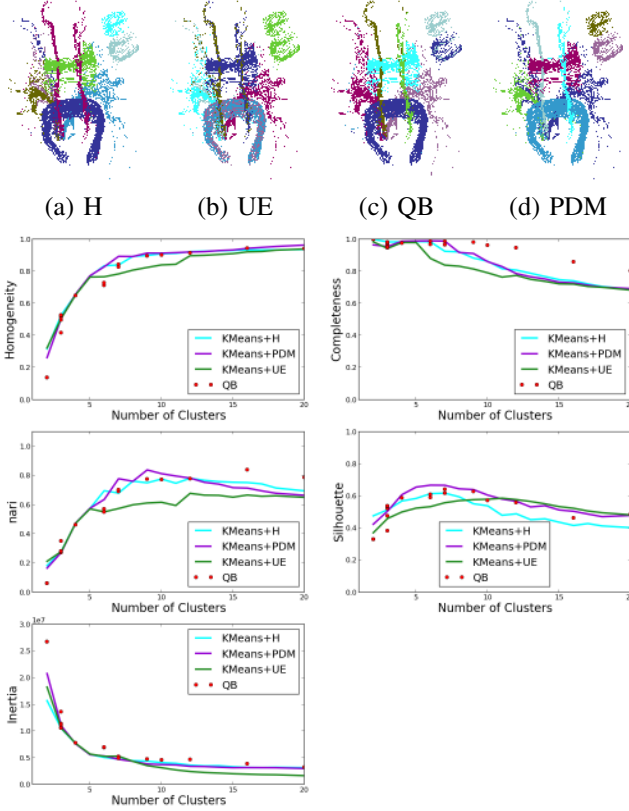 (a) H (b) UE (c) QB (d) PDM
Homogeneity
1.0
0.8
0.6
0.4
0.2
0.0
KMeans+H
KMeans+PDM
KMeans+UE
QB
5 10 15 20
Number of Clusters
Completeness
1.0
0.8
0.6
0.4
0.2
0.0
KMeans+H
KMeans+PDM
KMeans+UE
QB
5 10 15 20
Number of Clusters
nari
1.0
0.8
0.6
0.4
0.2
0.0
KMeans+H
KMeans+PDM
KMeans+UE
QB
5 10 15 20
Number of Clusters
Silhouette
1.0
0.8
0.6
0.4
0.2
0.0
KMeans+H
KMeans+PDM
KMeans+UE
QB
5 10 15 20
Number of Clusters
Inertia
1e7
3.0
2.5
2.0
1.5
1.0
0.5
0.0
KMeans+H
KMeans+PDM
KMeans+UE
QB
5 10 15 20
Number of Clusters